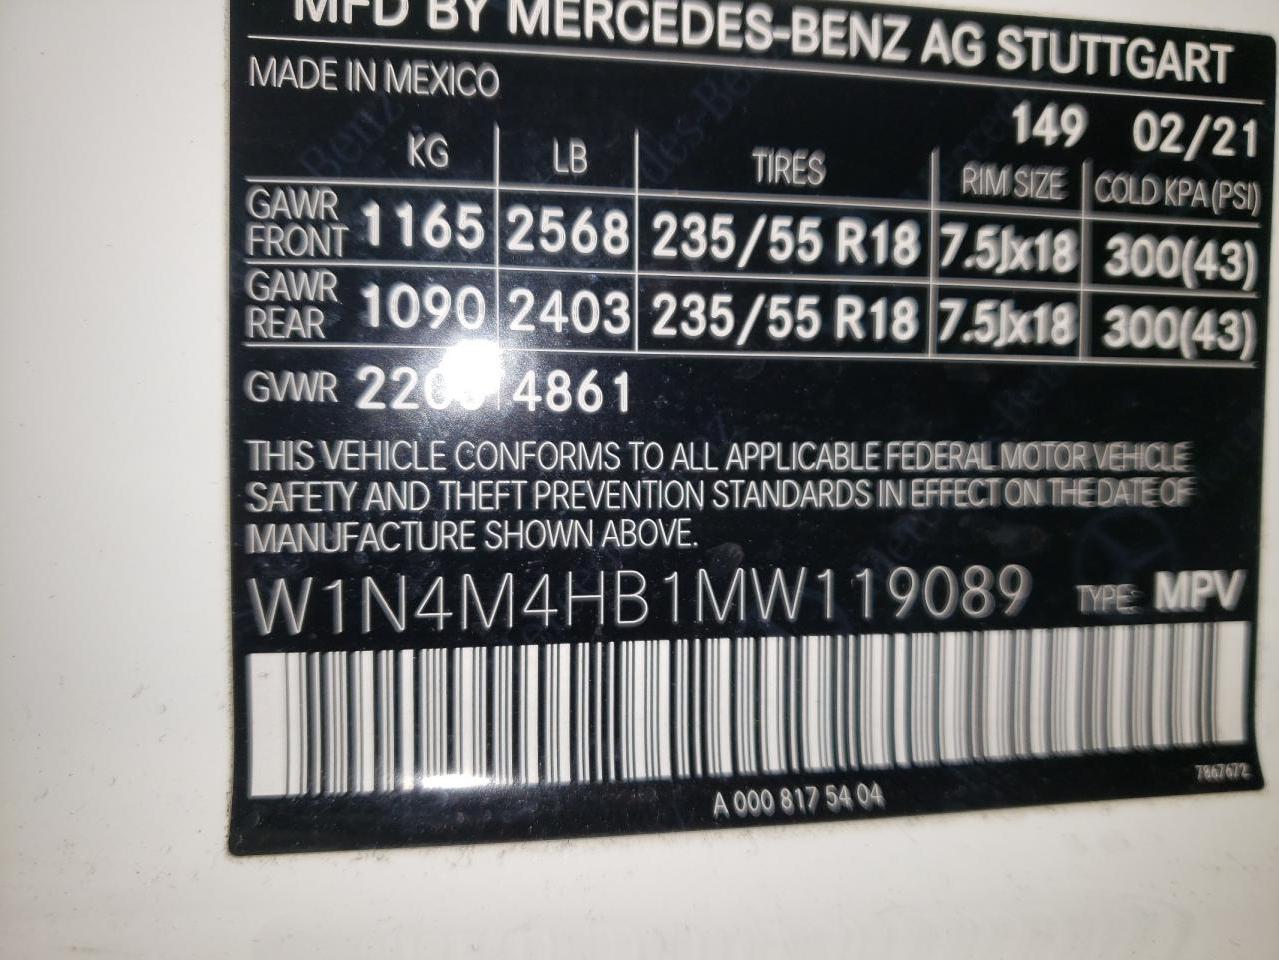 MFD BY MERCEDES-BENZ AG STUTTGART
MADE IN MEXICO
149 02/21
KG LB TIRES RIM SIZE COLD KPA (PSI)
GAWR FRONT 1165 2568 235/55 R18 7.5Jx18 300(43)
GAWR REAR 1090 2403 235/55 R18 7.5Jx18 300(43)
GVWR 4861
THIS VEHICLE CONFORMS TO ALL APPLICABLE FEDERAL MOTOR VEHICLE
SAFETY AND THEFT PREVENTION STANDARDS IN EFFECT ON THE DATE OF
MANUFACTURE SHOWN ABOVE.
W1N4M4HB1MW119089 TYPE: MPV
7867672
A 000 817 54 04